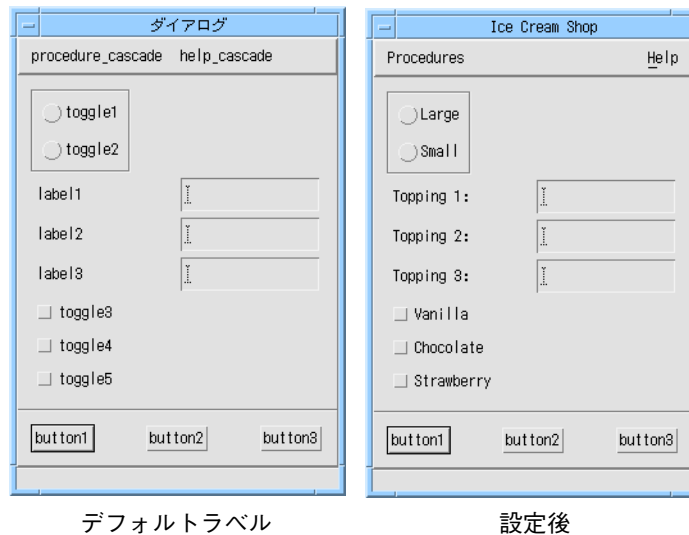 ダイアログ
procedure_cascade help_cascade
toggle1
toggle2
label1
label2
label3
toggle3
toggle4
toggle5
button1 button2 button3
デフォルトラベル
Ice Cream Shop
Procedures Help
Large
Small
Topping 1:
Topping 2:
Topping 3:
Vanilla
Chocolate
Strawberry
button1 button2 button3
設定後